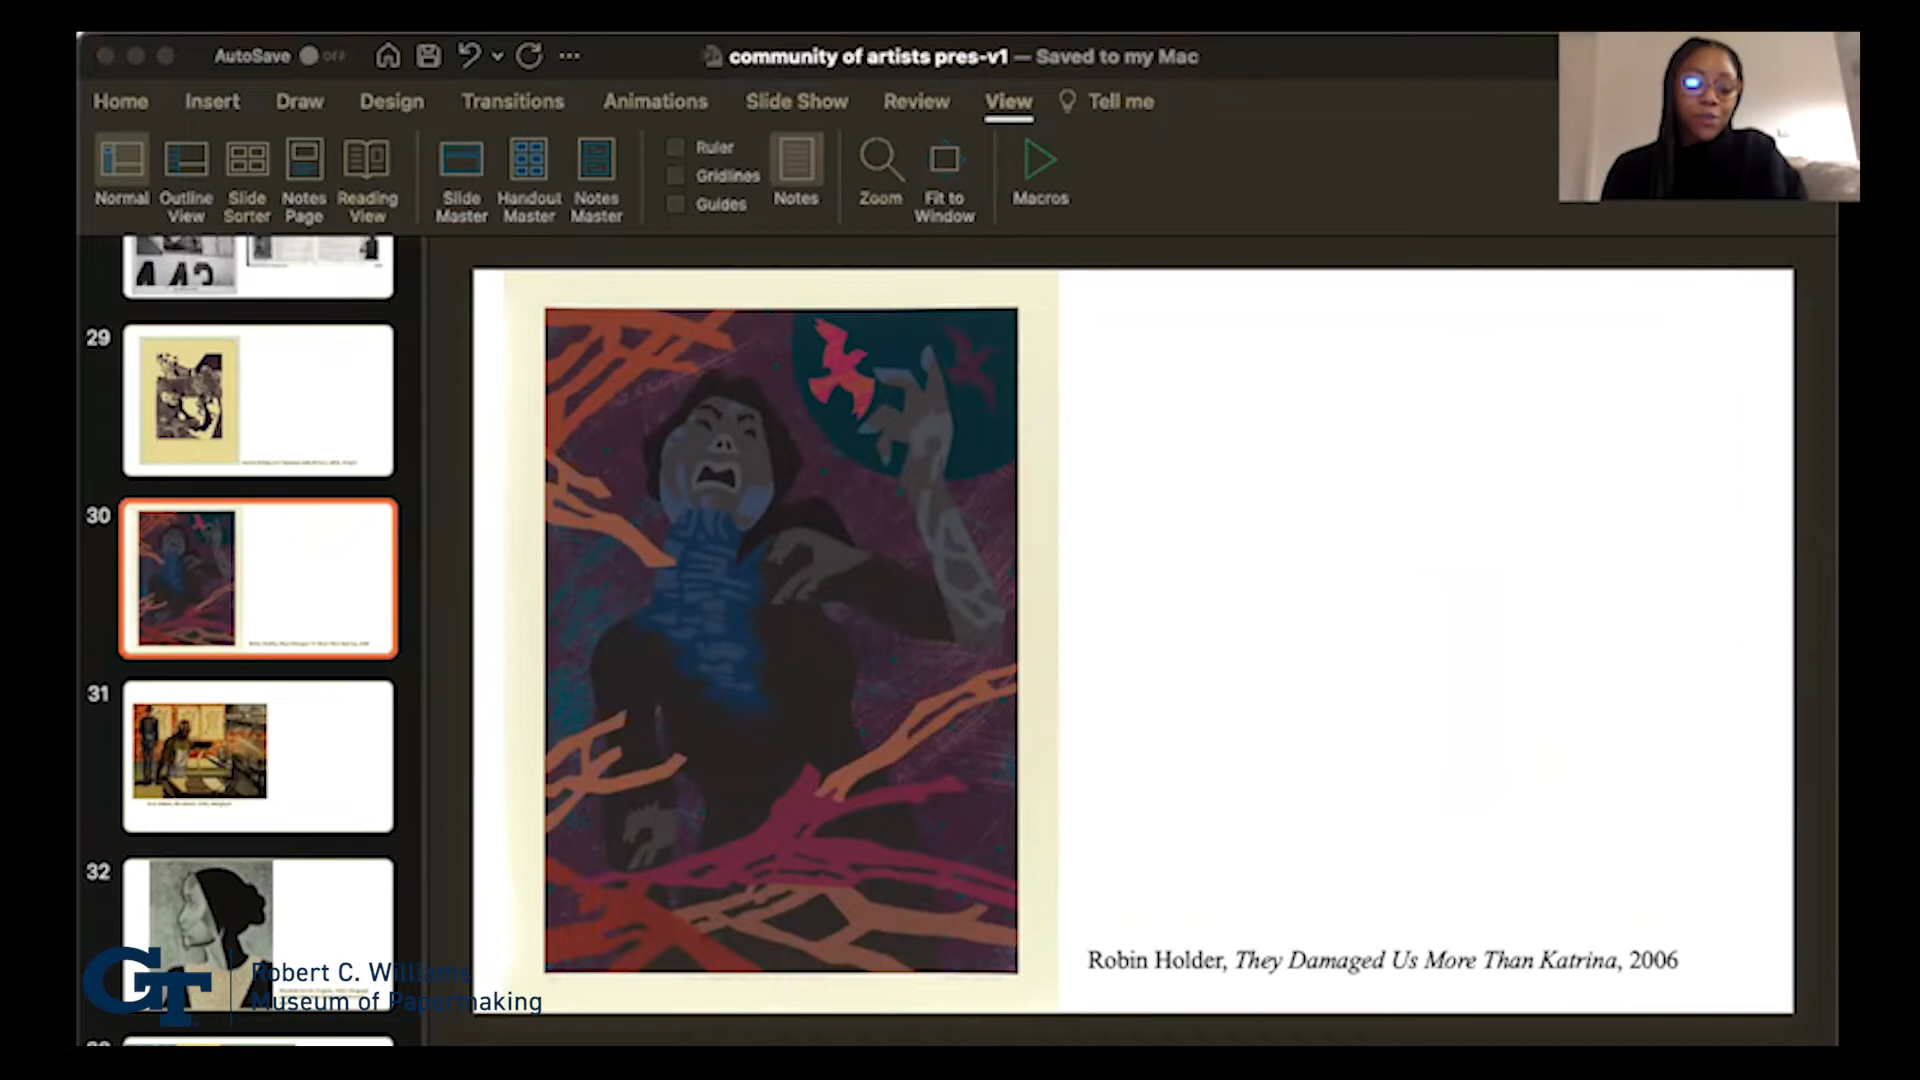 AutoSave OFF
community of artists pres-v1 — Saved to my Mac
Home Insert Draw Design Transitions Animations Slide Show Review View Tell me
Normal
Outline View
Slide Sorter
Notes Page
Reading View
Slide Master
Handout Master
Notes Master
Ruler
Gridlines
Guides
Notes
Zoom
Fit to Window
Macros
29
30
31
32
Robin Holder, They Damaged Us More Than Katrina, 2006
GT
Robert C. Williams
Museum of Papermaking